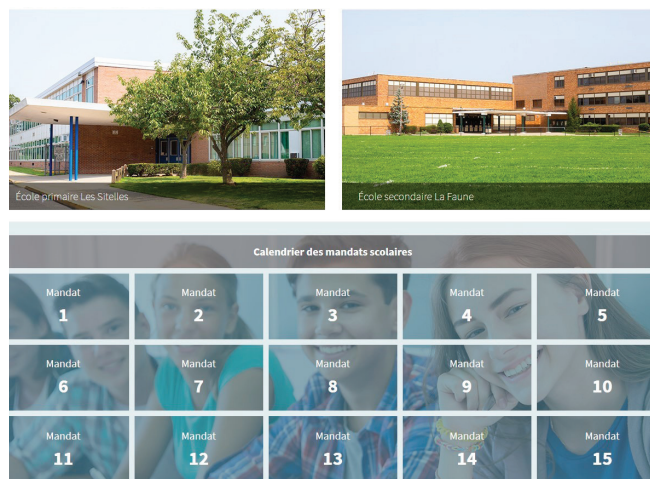 École primaire Les Sitelles
École secondaire La Faune
Calendrier des mandats scolaires
Mandat
1
Mandat
2
Mandat
3
Mandat
4
Mandat
5
Mandat
6
Mandat
7
Mandat
8
Mandat
9
Mandat
10
Mandat
11
Mandat
12
Mandat
13
Mandat
14
Mandat
15